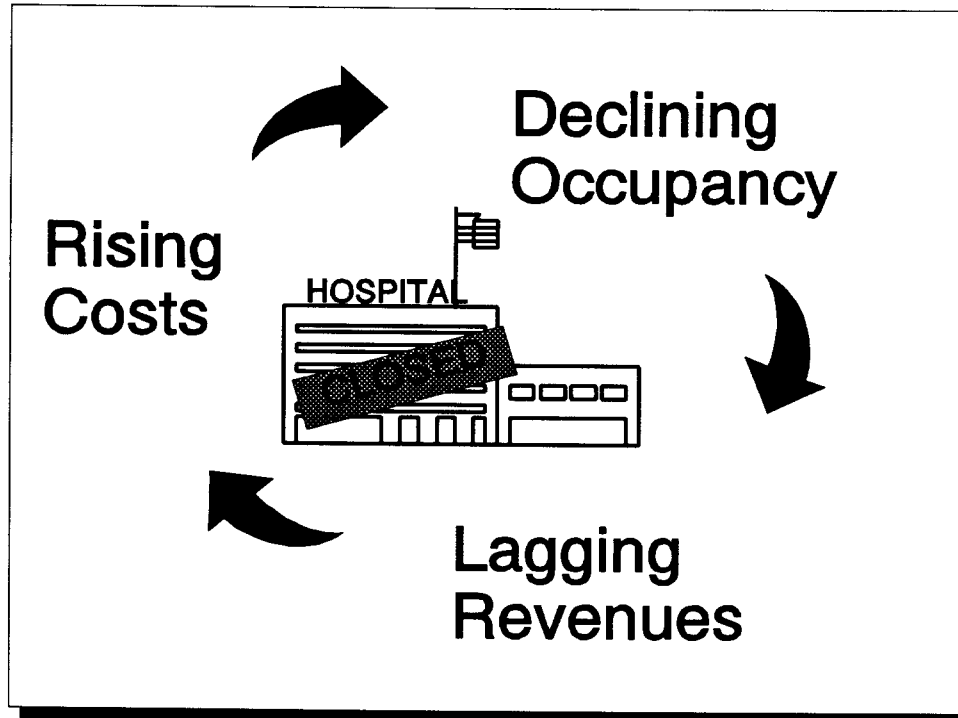 Declining
Occupancy
Rising
Costs
HOSPITAL
CLOSED
Lagging
Revenues